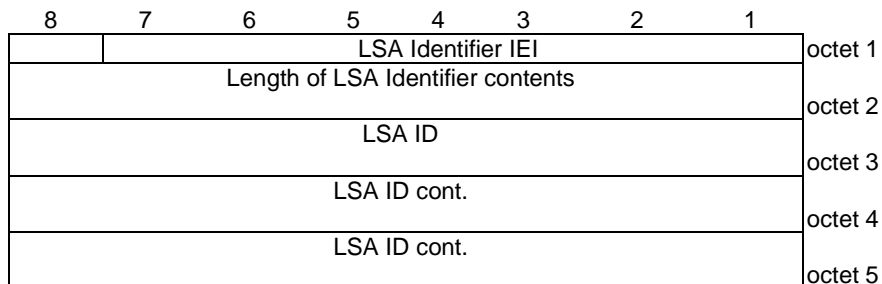 8 7 6 5 4 3 2 1
LSA Identifier IEI octet 1
Length of LSA Identifier contents
octet 2
LSA ID
octet 3
LSA ID cont.
octet 4
LSA ID cont.
octet 5